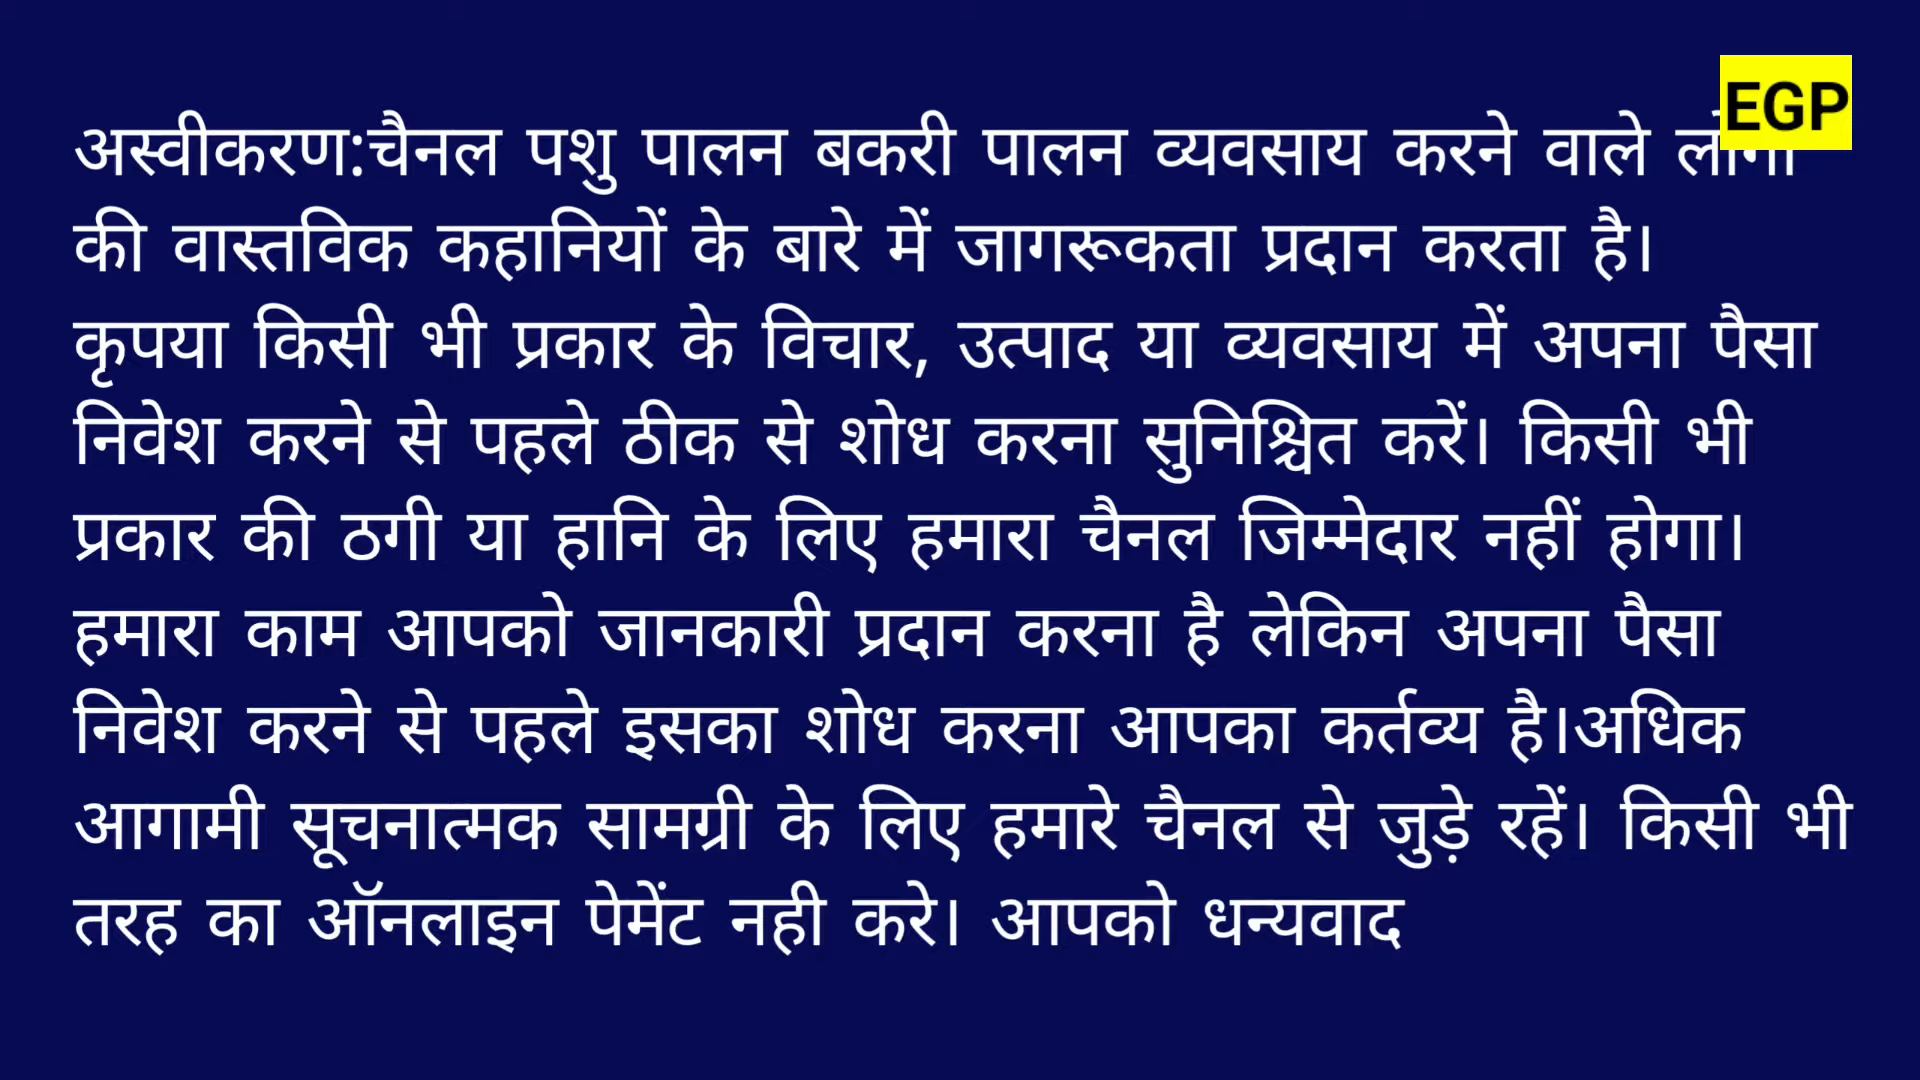 EGP
अस्वीकरण:चैनल पशु पालन बकरी पालन व्यवसाय करने वाले
की वास्तविक कहानियों के बारे में जागरूकता प्रदान करता है।
कृपया किसी भी प्रकार के विचार, उत्पाद या व्यवसाय में अपना पैसा
निवेश करने से पहले ठीक से शोध करना सुनिश्चित करें। किसी भी
प्रकार की ठगी या हानि के लिए हमारा चैनल जिम्मेदार नहीं होगा।
हमारा काम आपको जानकारी प्रदान करना है लेकिन अपना पैसा
निवेश करने से पहले इसका शोध करना आपका कर्तव्य है।अधिक
आगामी सूचनात्मक सामग्री के लिए हमारे चैनल से जुड़े रहें। किसी भी
तरह का ऑनलाइन पेमेंट नही करे। आपको धन्यवाद